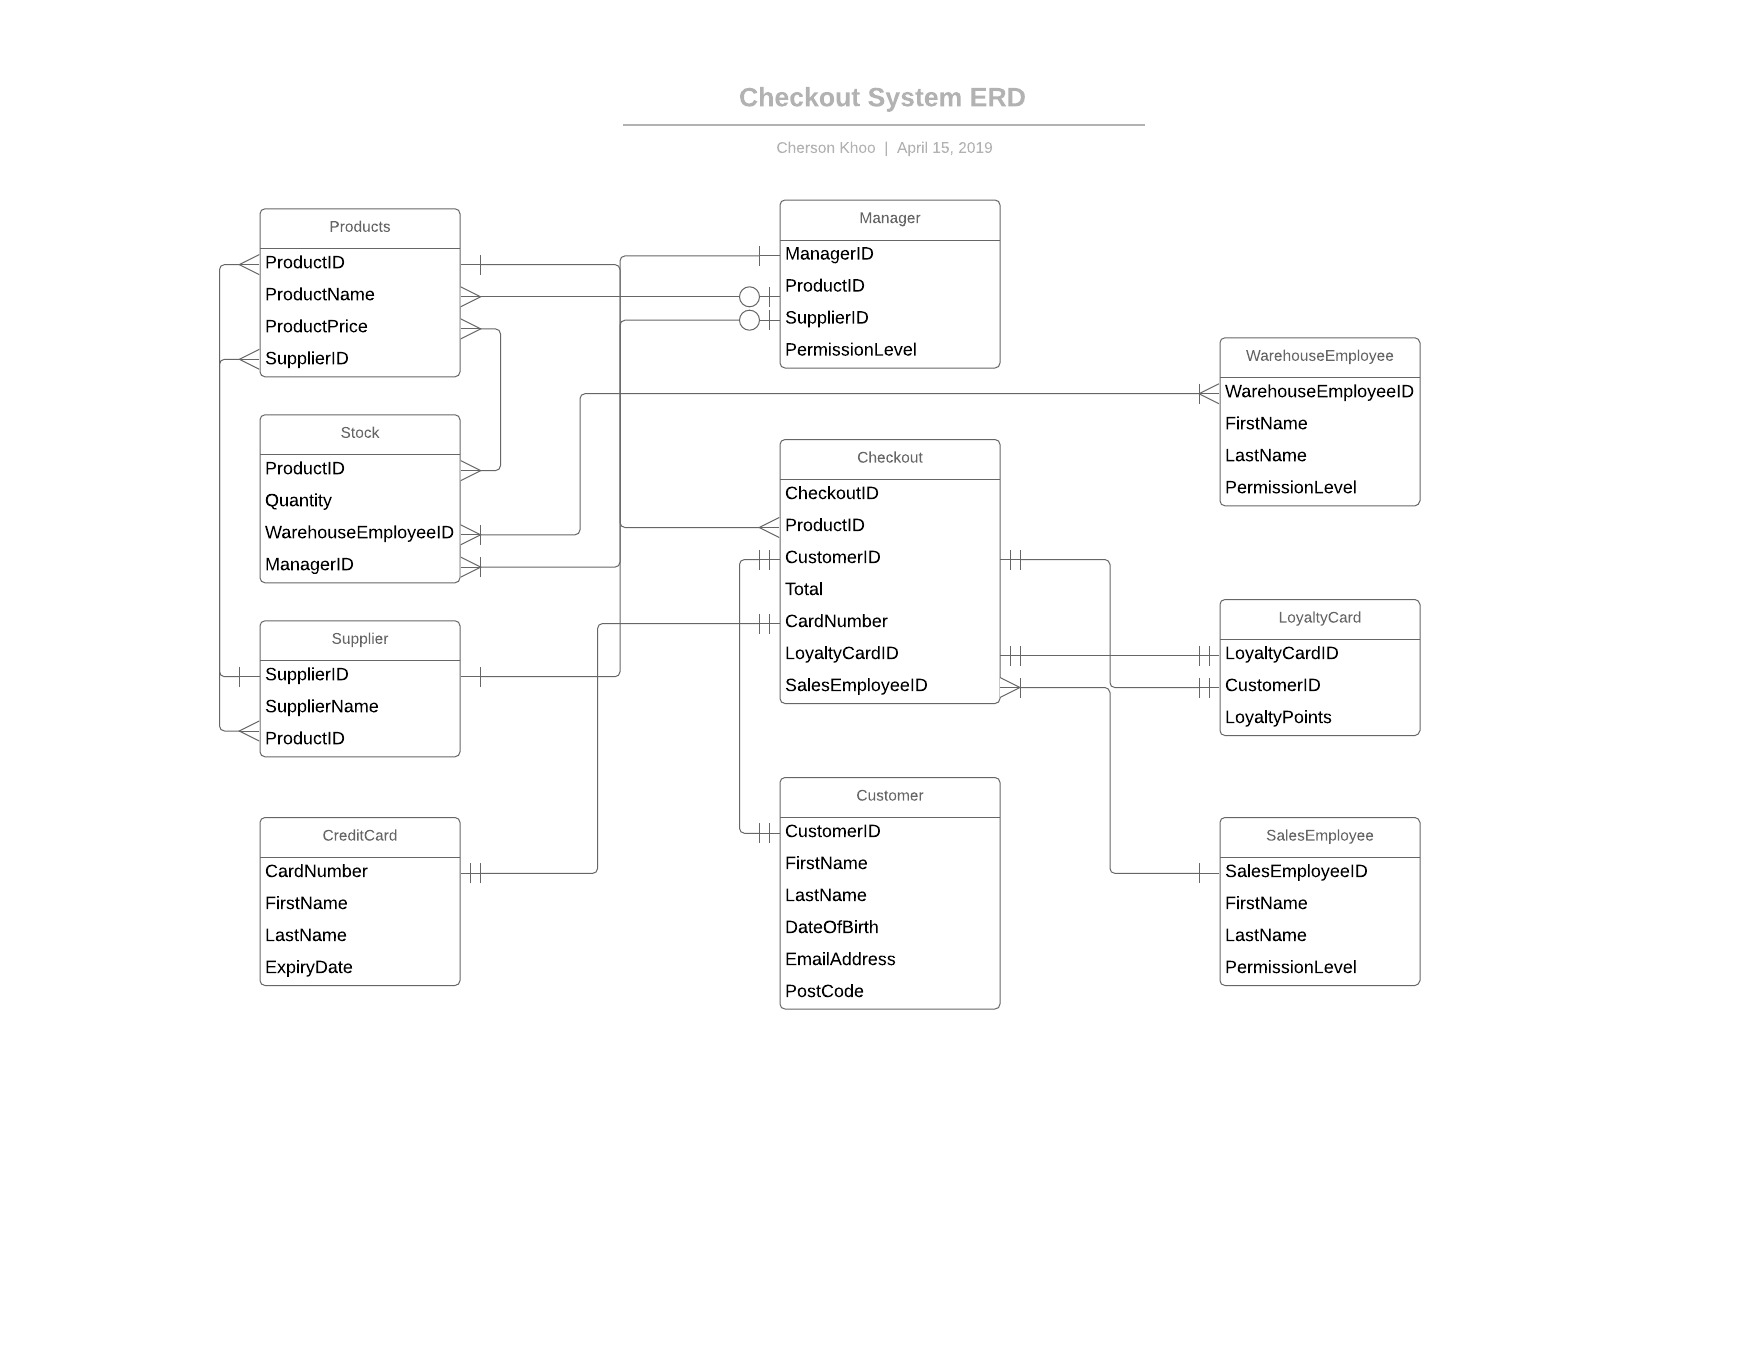 Checkout System ERD
Cherson Khoo | April 15, 2019
Products
ProductID
ProductName
ProductPrice
SupplierID
Stock
ProductID
Quantity
WarehouseEmployeeID
ManagerID
Supplier
SupplierID
SupplierName
ProductID
CreditCard
CardNumber
FirstName
LastName
ExpiryDate
Manager
ManagerID
ProductID
SupplierID
PermissionLevel
Checkout
CheckoutID
ProductID
CustomerID
Total
CardNumber
LoyaltyCardID
SalesEmployeeID
Customer
CustomerID
FirstName
LastName
DateOfBirth
EmailAddress
PostCode
WarehouseEmployee
WarehouseEmployeeID
FirstName
LastName
PermissionLevel
LoyaltyCard
LoyaltyCardID
CustomerID
LoyaltyPoints
SalesEmployee
SalesEmployeeID
FirstName
LastName
PermissionLevel